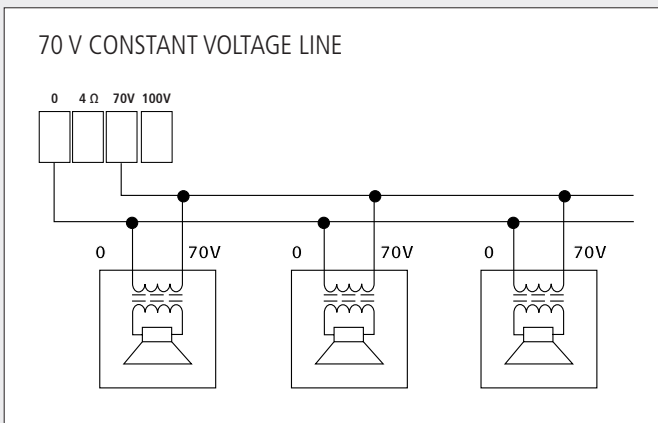 70 V CONSTANT VOLTAGE LINE
0 4 Ω 70V 100V
0 70V 0 70V 0 70V